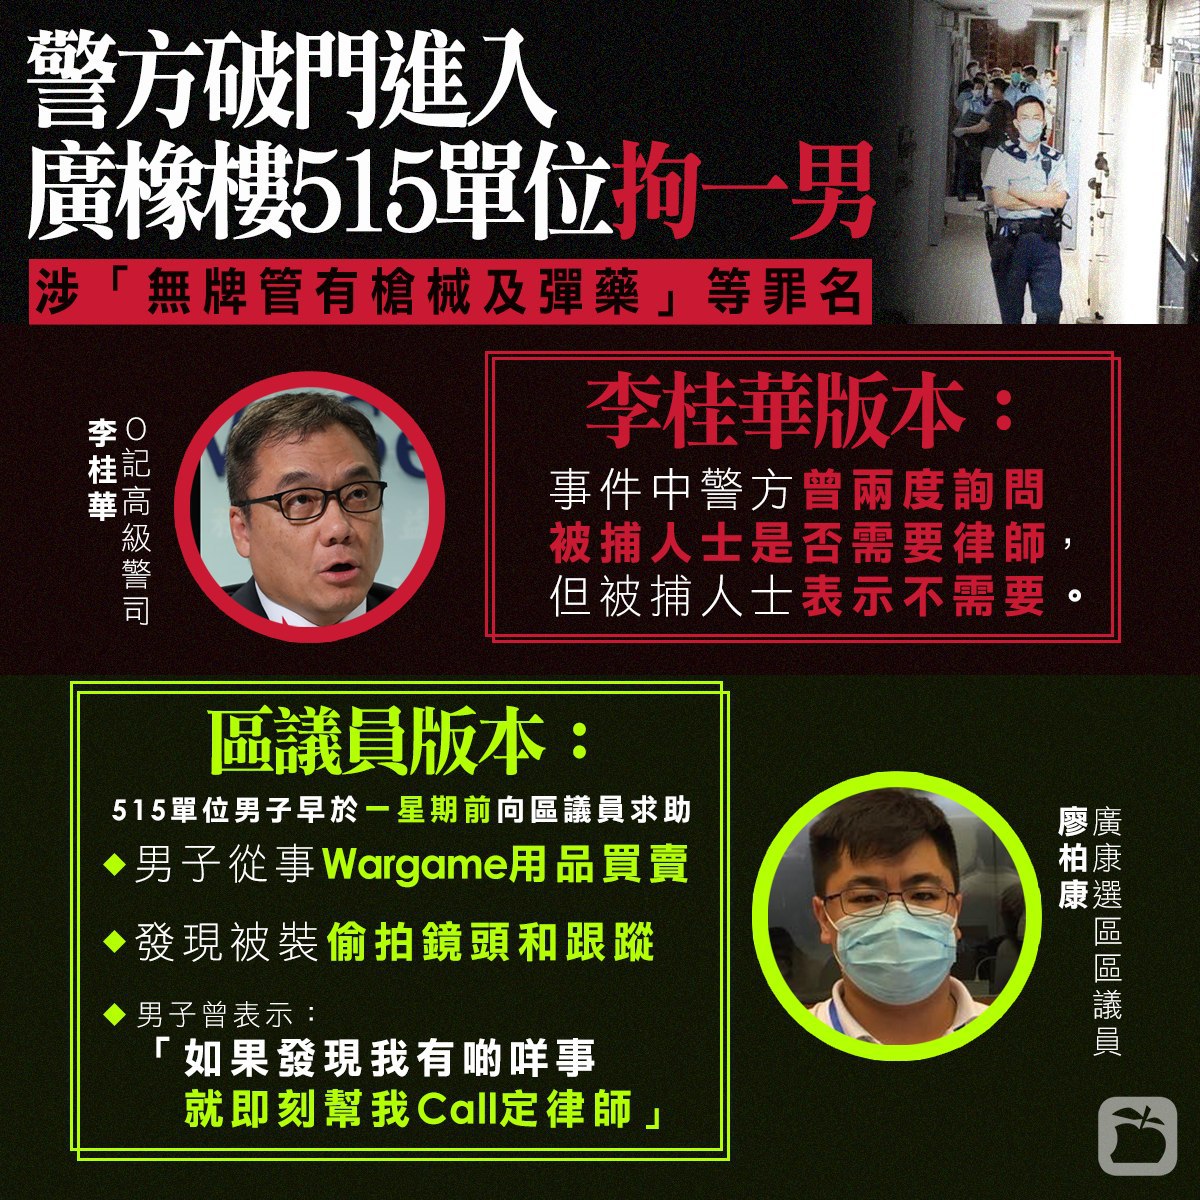 警方破門進入
廣橡樓515單位拘一男
涉「無牌管有槍械及彈藥」等罪名
O記高級警司
李桂華
李桂華版本：
事件中警方曾兩度詢問
被捕人士是否需要律師，
但被捕人士表示不需要。
區議員版本：
515單位男子早於一星期前向區議員求助
◆男子從事Wargame用品買賣
◆發現被裝偷拍鏡頭和跟蹤
◆男子曾表示：
「如果發現我有啲咩事
就即刻幫我Call定律師」
廣康選區區議員
廖柏康